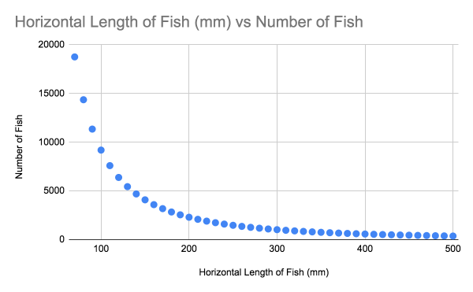 Horizontal Length of Fish (mm) vs Number of Fish
20000
15000
10000
5000
0
Number of Fish
100 200 300 400 500
Horizontal Length of Fish (mm)